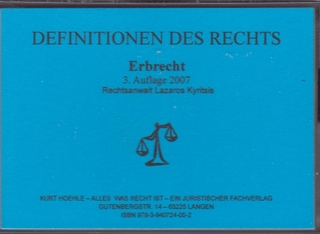 DEFINITIONEN DES RECHTS
Erbrecht
3. Auflage 2007
Rechtsanwalt Lazaros Kyritsis
KURT HOEHLE – ALLES WAS RECHT IST – EIN JURISTISCHER FACHVERLAG
GUTENBERGSTR. 14 – 63225 LANGEN
ISBN 978-3-940724-05-2